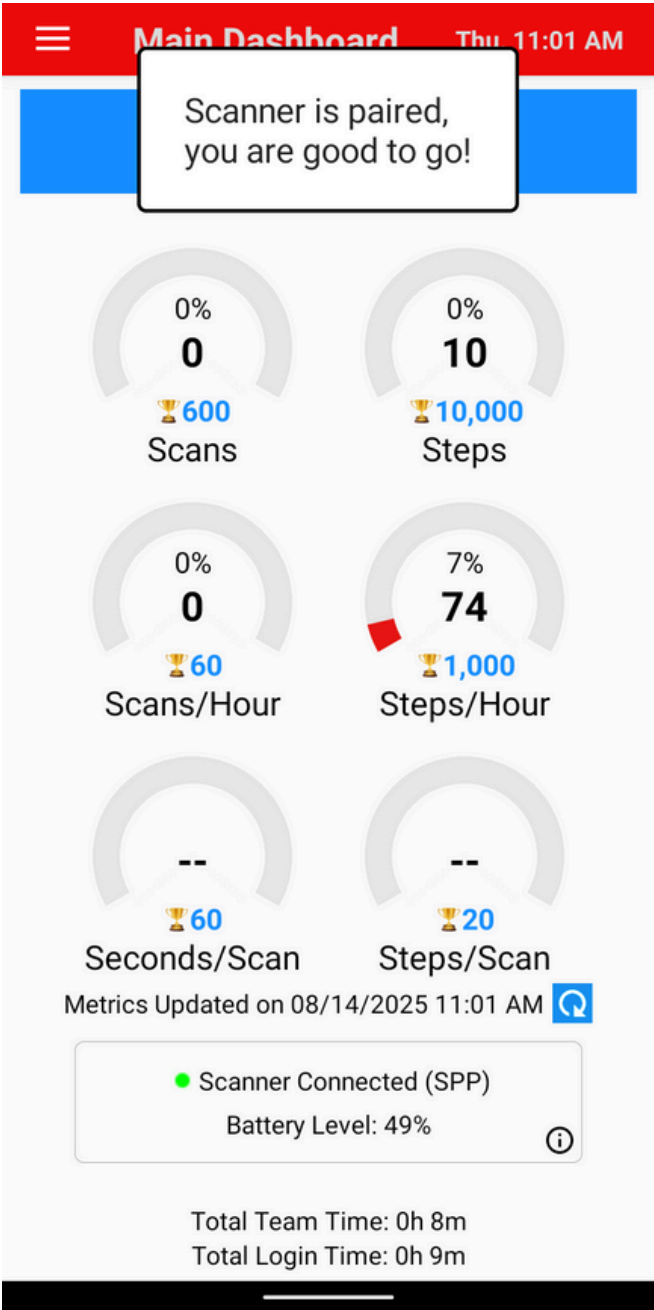 Main Dashboard Thu 11:01 AM
Scanner is paired,
you are good to go!
0% 0%
0 10
🏆600 🏆10,000
Scans Steps
0% 7%
0 74
🏆60 🏆1,000
Scans/Hour Steps/Hour
-- --
🏆60 🏆20
Seconds/Scan Steps/Scan
Metrics Updated on 08/14/2025 11:01 AM
Scanner Connected (SPP)
Battery Level: 49%
Total Team Time: 0h 8m
Total Login Time: 0h 9m